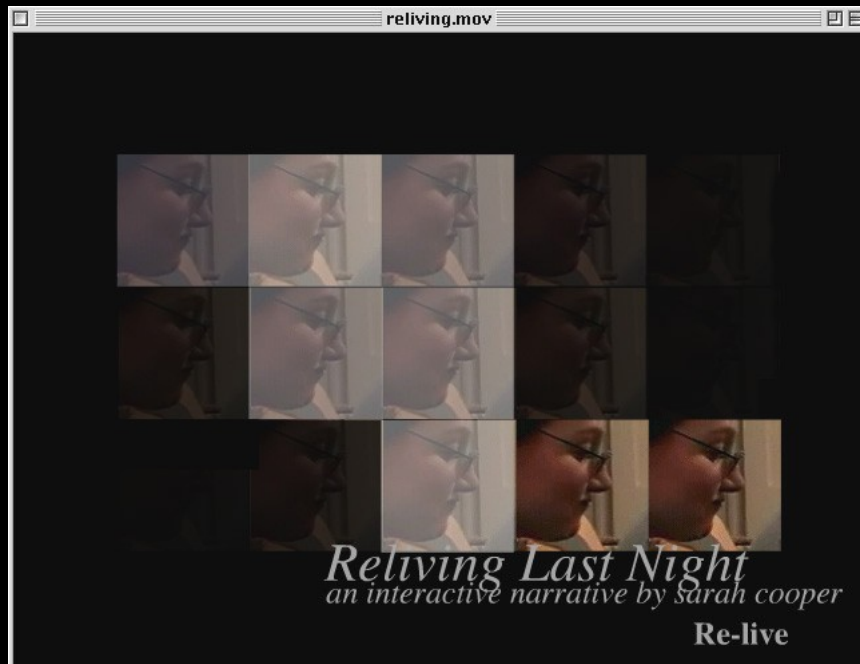 reliving.mov
Reliving Last Night
an interactive narrative by sarah cooper
Re-live